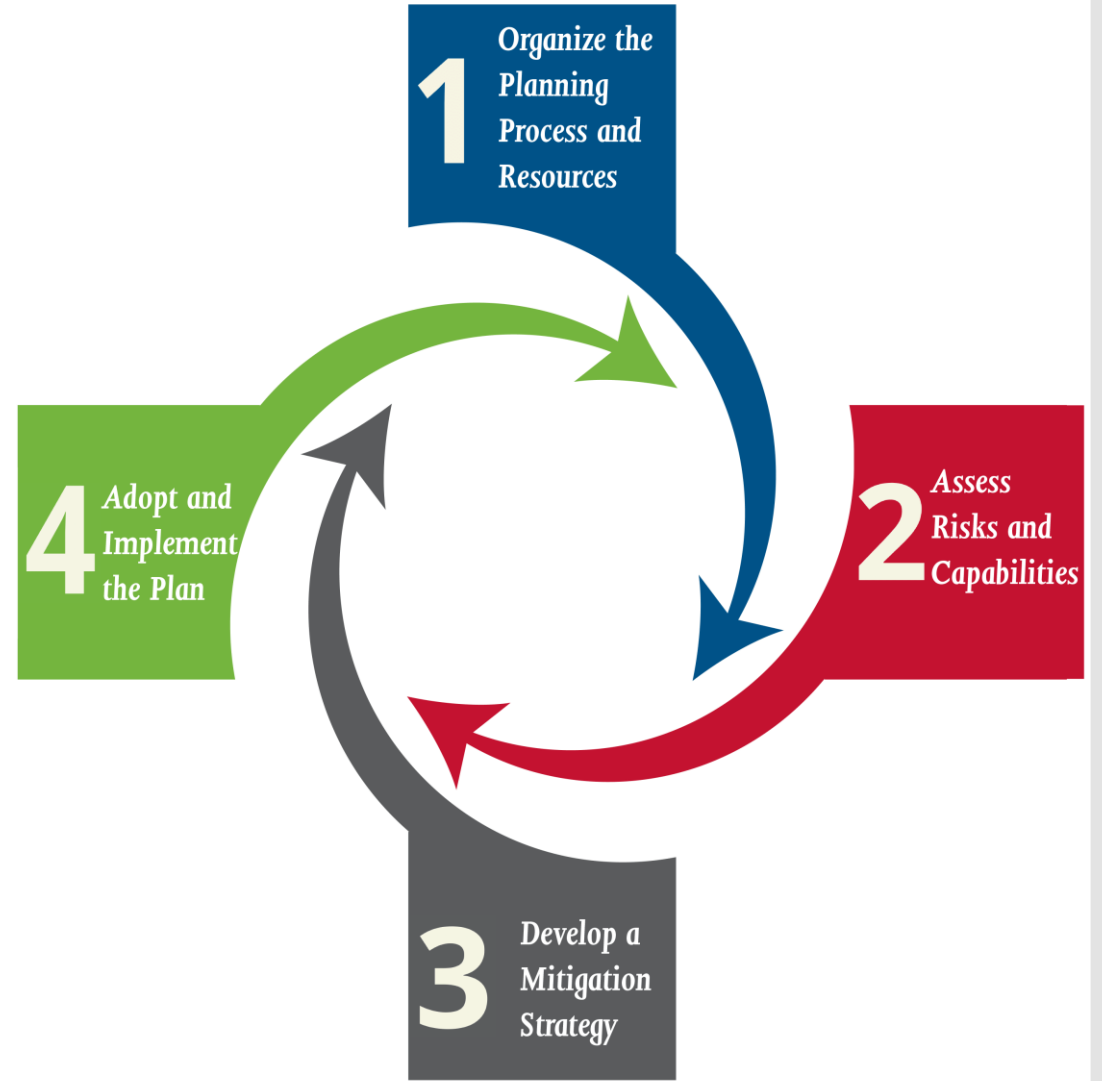 1
Organize the
Planning
Process and
Resources
2
Assess
Risks and
Capabilities
3
Develop a
Mitigation
Strategy
4
Adopt and
Implement
the Plan